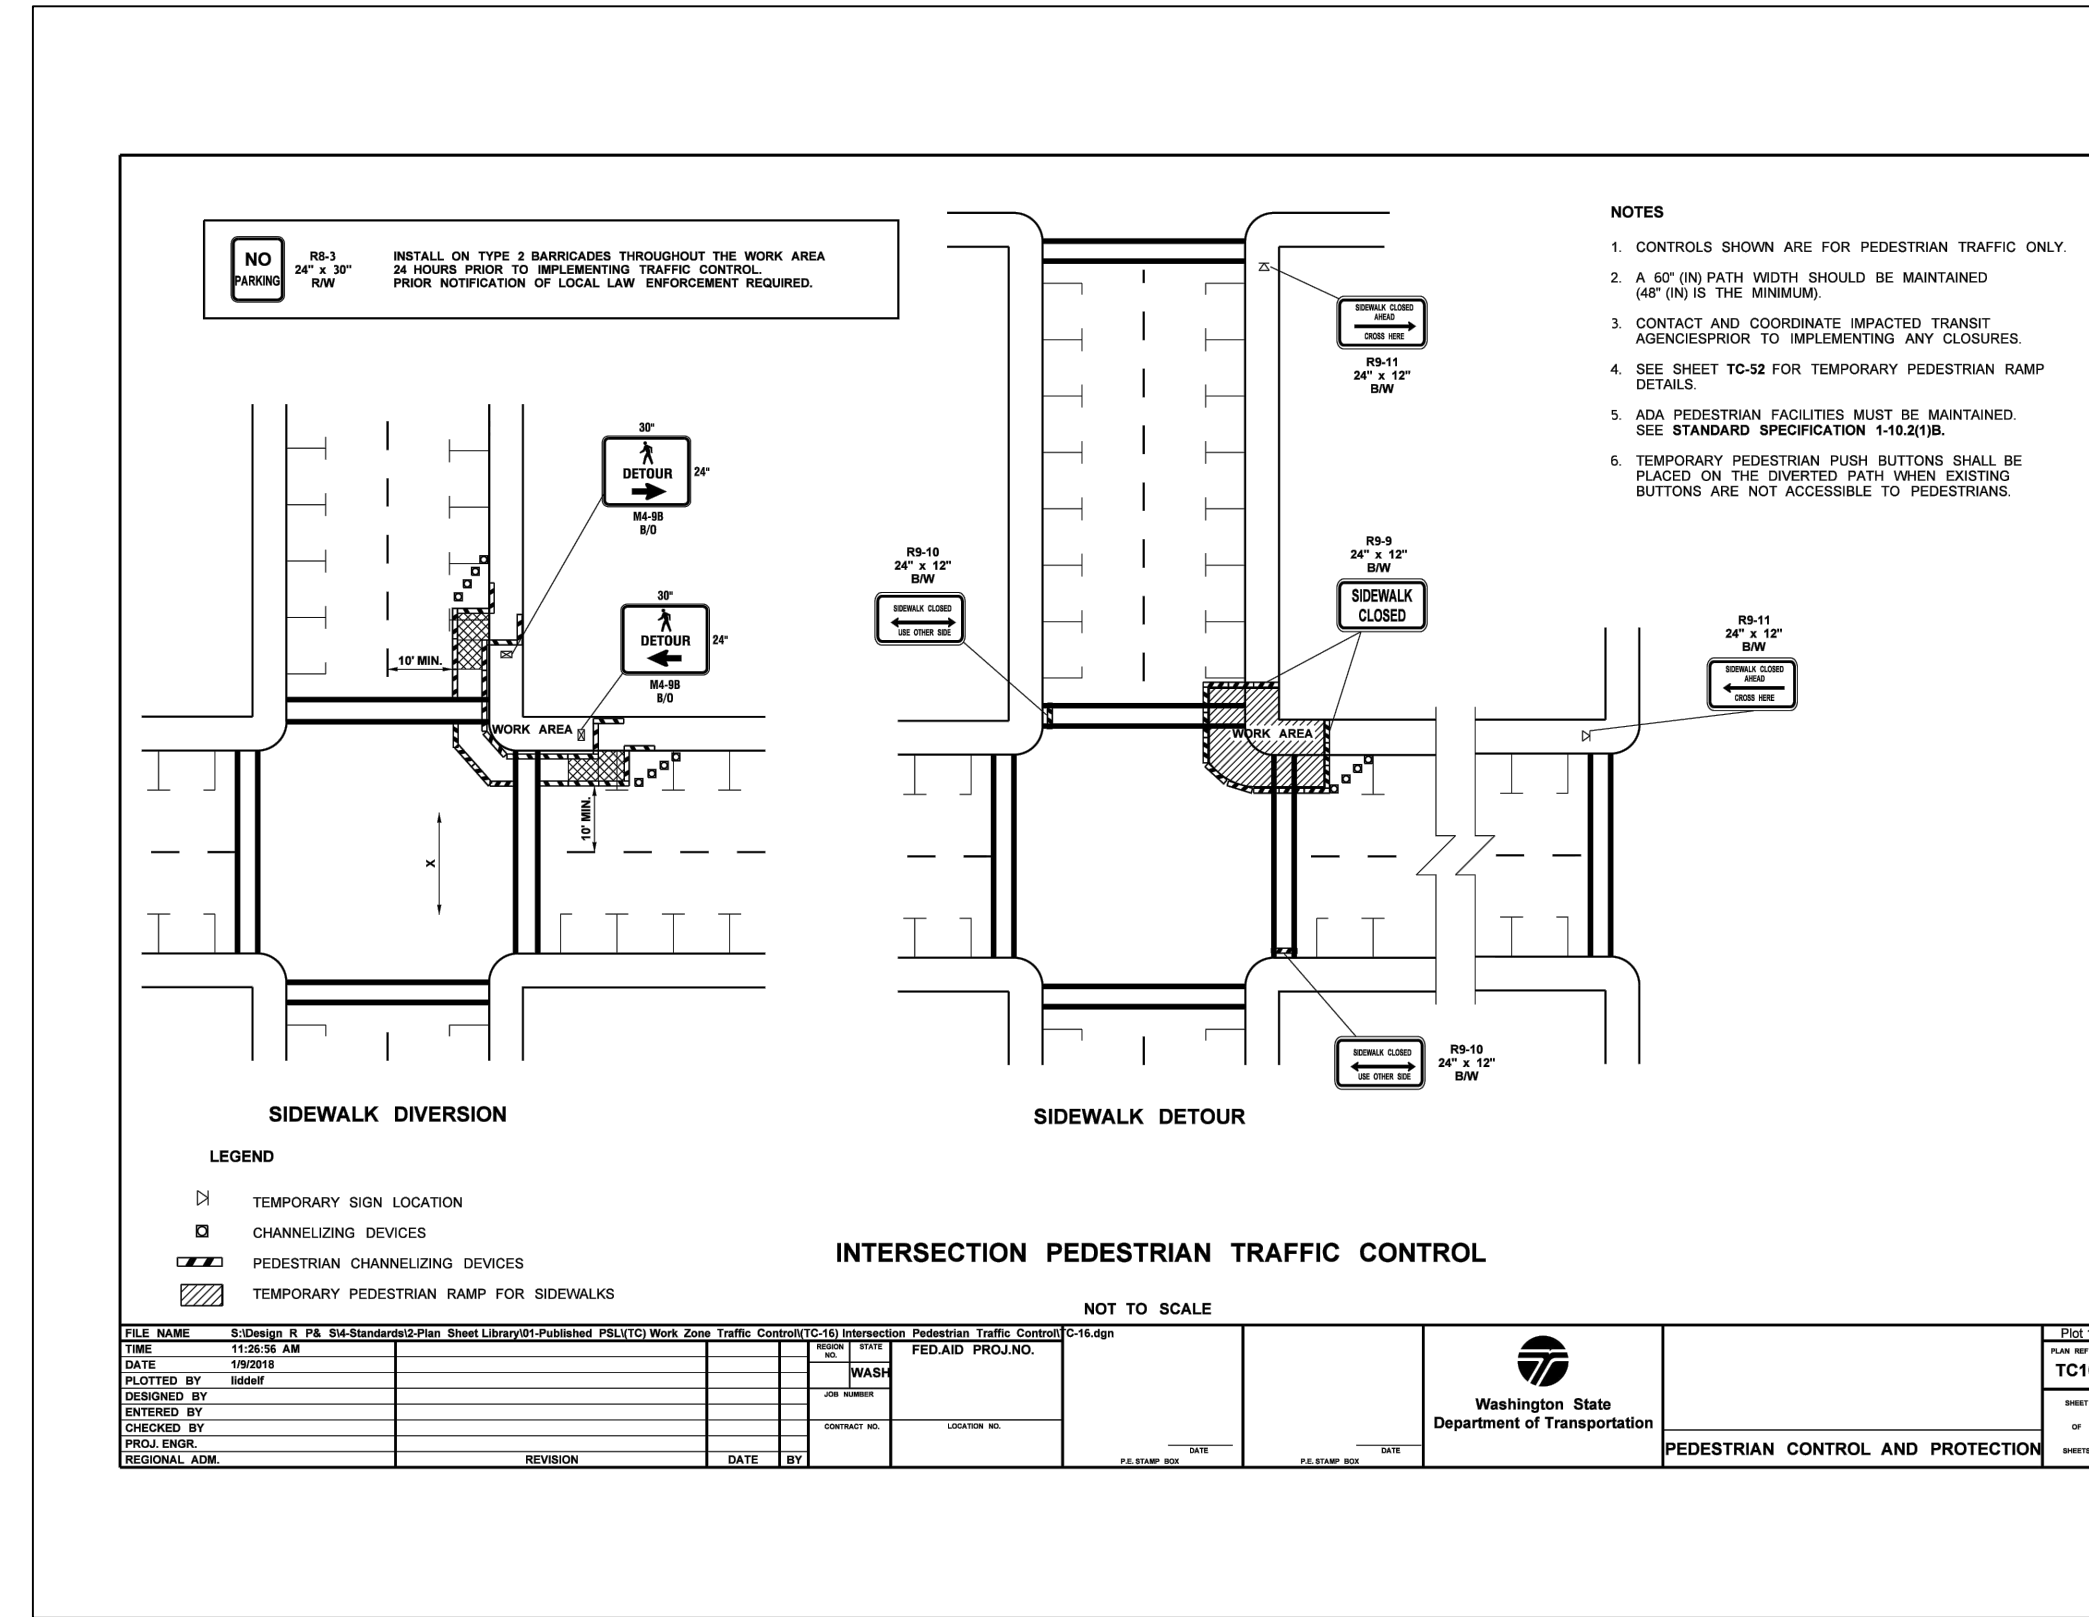 NO
PARKING
R8-3
24" x 30"
R/W
INSTALL ON TYPE 2 BARRICADES THROUGHOUT THE WORK AREA
24 HOURS PRIOR TO IMPLEMENTING TRAFFIC CONTROL.
PRIOR NOTIFICATION OF LOCAL LAW ENFORCEMENT REQUIRED.
30"
DETOUR
24"
M4-9B
B/O
30"
DETOUR
24"
M4-9B
B/O
10' MIN.
WORK AREA
10' MIN.
X
SIDEWALK DIVERSION
SIDEWALK CLOSED
AHEAD
CROSS HERE
R9-11
24" x 12"
B/W
R9-10
24" x 12"
B/W
SIDEWALK CLOSED
USE OTHER SIDE
R9-9
24" x 12"
B/W
SIDEWALK
CLOSED
R9-11
24" x 12"
B/W
SIDEWALK CLOSED
AHEAD
CROSS HERE
WORK AREA
SIDEWALK CLOSED
USE OTHER SIDE
R9-10
24" x 12"
B/W
SIDEWALK DETOUR
NOTES
1. CONTROLS SHOWN ARE FOR PEDESTRIAN TRAFFIC ONLY.
2. A 60" (IN) PATH WIDTH SHOULD BE MAINTAINED
(48" (IN) IS THE MINIMUM).
3. CONTACT AND COORDINATE IMPACTED TRANSIT
AGENCIESPRIOR TO IMPLEMENTING ANY CLOSURES.
4. SEE SHEET TC-52 FOR TEMPORARY PEDESTRIAN RAMP
DETAILS.
5. ADA PEDESTRIAN FACILITIES MUST BE MAINTAINED.
SEE STANDARD SPECIFICATION 1-10.2(1)B.
6. TEMPORARY PEDESTRIAN PUSH BUTTONS SHALL BE
PLACED ON THE DIVERTED PATH WHEN EXISTING
BUTTONS ARE NOT ACCESSIBLE TO PEDESTRIANS.
LEGEND
TEMPORARY SIGN LOCATION
CHANNELIZING DEVICES
PEDESTRIAN CHANNELIZING DEVICES
TEMPORARY PEDESTRIAN RAMP FOR SIDEWALKS
INTERSECTION PEDESTRIAN TRAFFIC CONTROL
NOT TO SCALE
FILE NAME S:\Design R P& S\4-Standards\2-Plan Sheet Library\01-Published PSL\(TC) Work Zone Traffic Control\(TC-16) Intersection Pedestrian Traffic Control\TC-16.dgn
TIME 11:26:56 AM
DATE 1/9/2018
PLOTTED BY liddelf
DESIGNED BY
ENTERED BY
CHECKED BY
PROJ. ENGR.
REGIONAL ADM.
REVISION DATE BY
REGION
NO.
STATE
WASH
JOB NUMBER
CONTRACT NO.
FED.AID PROJ.NO.
LOCATION NO.
DATE
P.E. STAMP BOX
DATE
P.E. STAMP BOX
Washington State
Department of Transportation
PEDESTRIAN CONTROL AND PROTECTION
Plot
PLAN REF
TC1
SHEET
OF
SHEETS